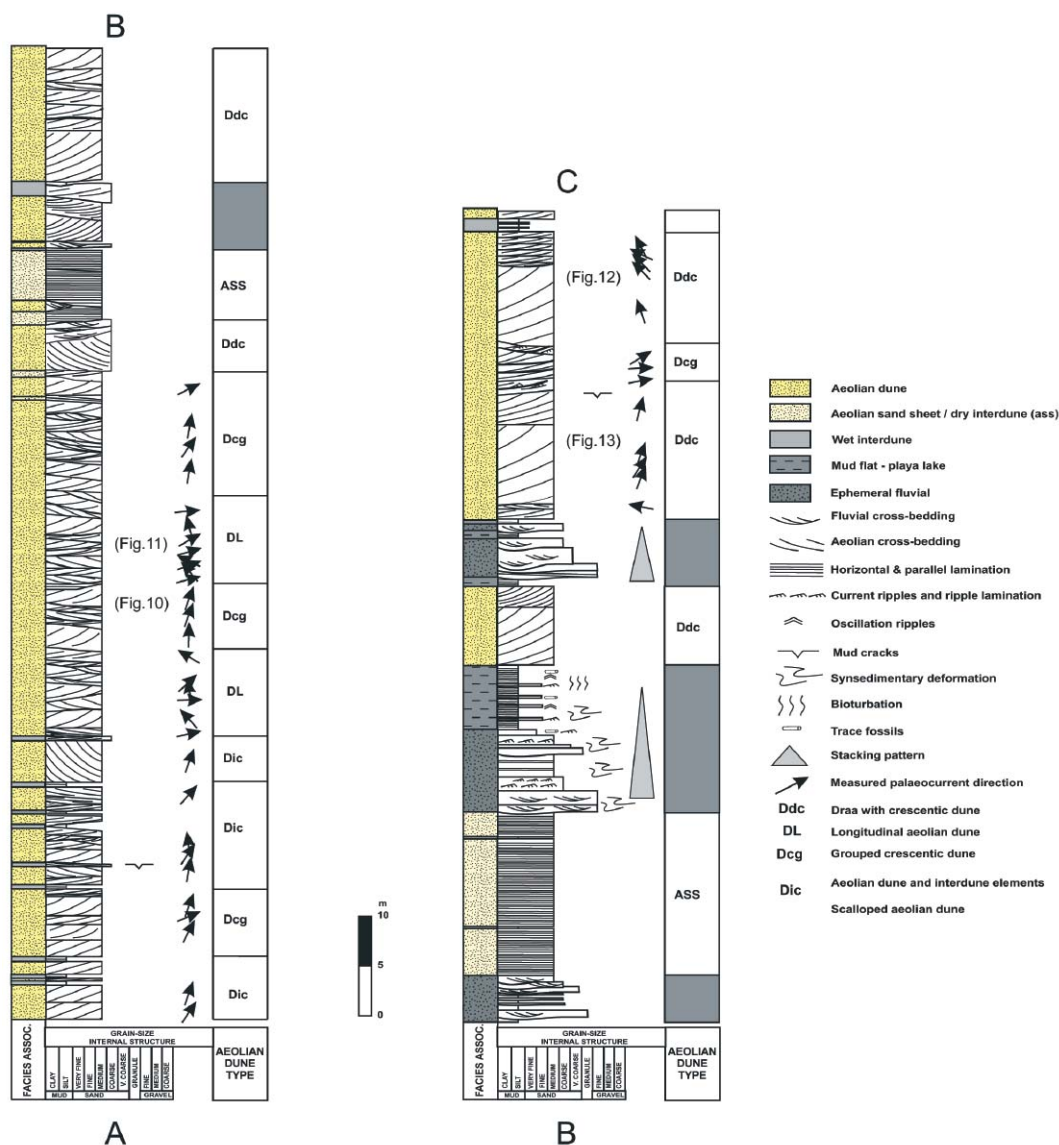 B
Ddc
ASS
Ddc
Dcg
(Fig.11)
DL
(Fig.10)
Dcg
DL
Dic
Dic
Dcg
Dic
FACIES ASSOC.
GRAIN-SIZE
INTERNAL STRUCTURE
CLAY
SILT
VERY FINE
FINE
MEDIUM
COARSE
V. COARSE
GRANULE
FINE
MEDIUM
COARSE
MUD
SAND
GRAVEL
AEOLIAN
DUNE
TYPE
A
m
10
5
0
C
(Fig.12)
Ddc
Dcg
(Fig.13)
Ddc
Ddc
ASS
FACIES ASSOC.
GRAIN-SIZE
INTERNAL STRUCTURE
CLAY
SILT
VERY FINE
FINE
MEDIUM
COARSE
V. COARSE
GRANULE
FINE
MEDIUM
COARSE
MUD
SAND
GRAVEL
AEOLIAN
DUNE
TYPE
B
Aeolian dune
Aeolian sand sheet / dry interdune (ass)
Wet interdune
Mud flat - playa lake
Ephemeral fluvial
Fluvial cross-bedding
Aeolian cross-bedding
Horizontal & parallel lamination
Current ripples and ripple lamination
Oscillation ripples
Mud cracks
Synsedimentary deformation
Bioturbation
Trace fossils
Stacking pattern
Measured palaeocurrent direction
Ddc Draa with crescentic dune
DL Longitudinal aeolian dune
Dcg Grouped crescentic dune
Dic Aeolian dune and interdune elements
Scalloped aeolian dune